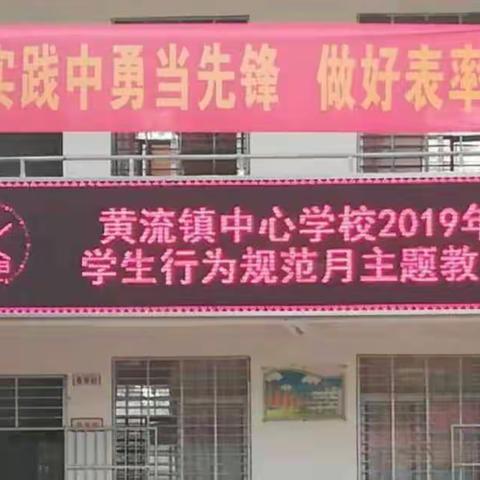 实践中勇当先锋 做好表率
黄流镇中心学校2019年
学生行为规范月主题教